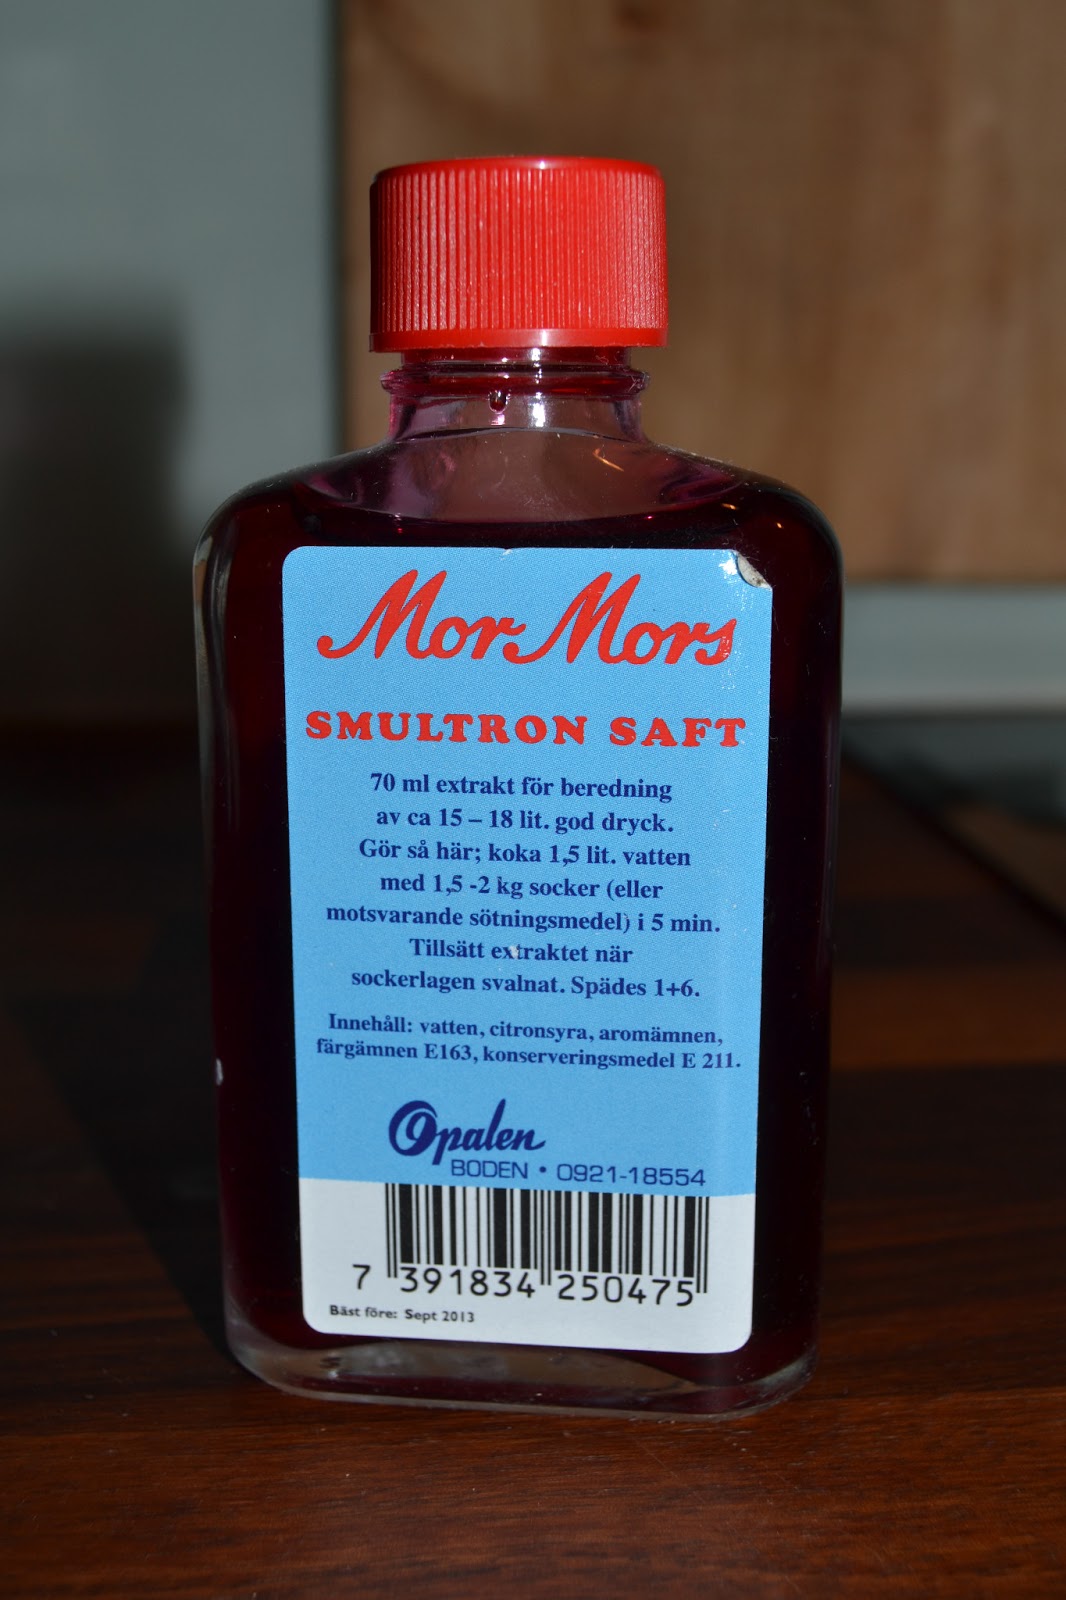 Mor Mors
SMULTRON SAFT
70 ml extrakt för beredning
av ca 15 – 18 lit. god dryck.
Gör så här; koka 1,5 lit. vatten
med 1,5 -2 kg socker (eller
motsvarande sötningsmedel) i 5 min.
Tillsätt extraktet när
sockerlagen svalnat. Spädes 1+6.
Innehåll: vatten, citronsyra, aromämnen,
färgämnen E163, konserveringsmedel E 211.
Opalen
BODEN • 0921-18554
7 391834 250475
Bäst före: Sept 2013